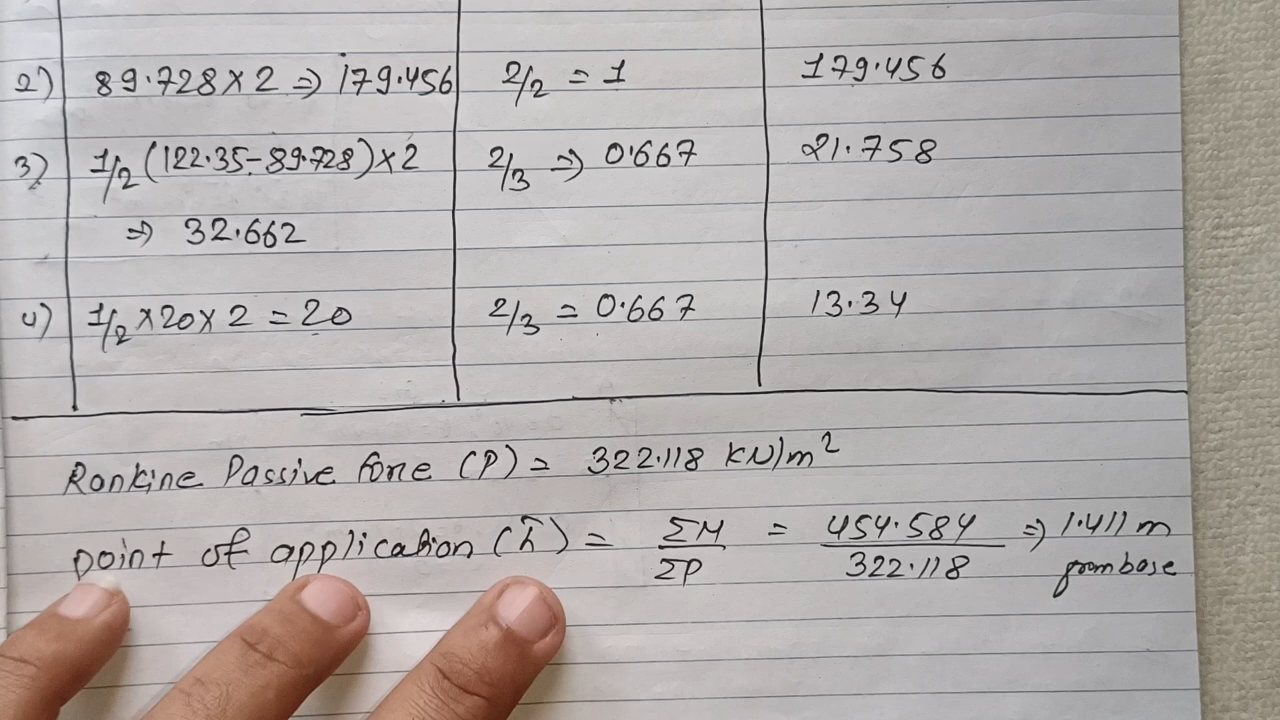 2) 89.728×2 ⇒ 179.456 2/2 = 1 179.456
3) 1/2 (122.35-89.728)×2 2/3 ⇒ 0.667 21.758
⇒ 32.662
4) 1/2 ×20×2 = 20 2/3 = 0.667 13.34
Rankine Passive force (P) = 322.118 KN/m²
point of application (h̄) = ΣM/ΣP = 454.584/322.118 ⇒ 1.411 m
from base